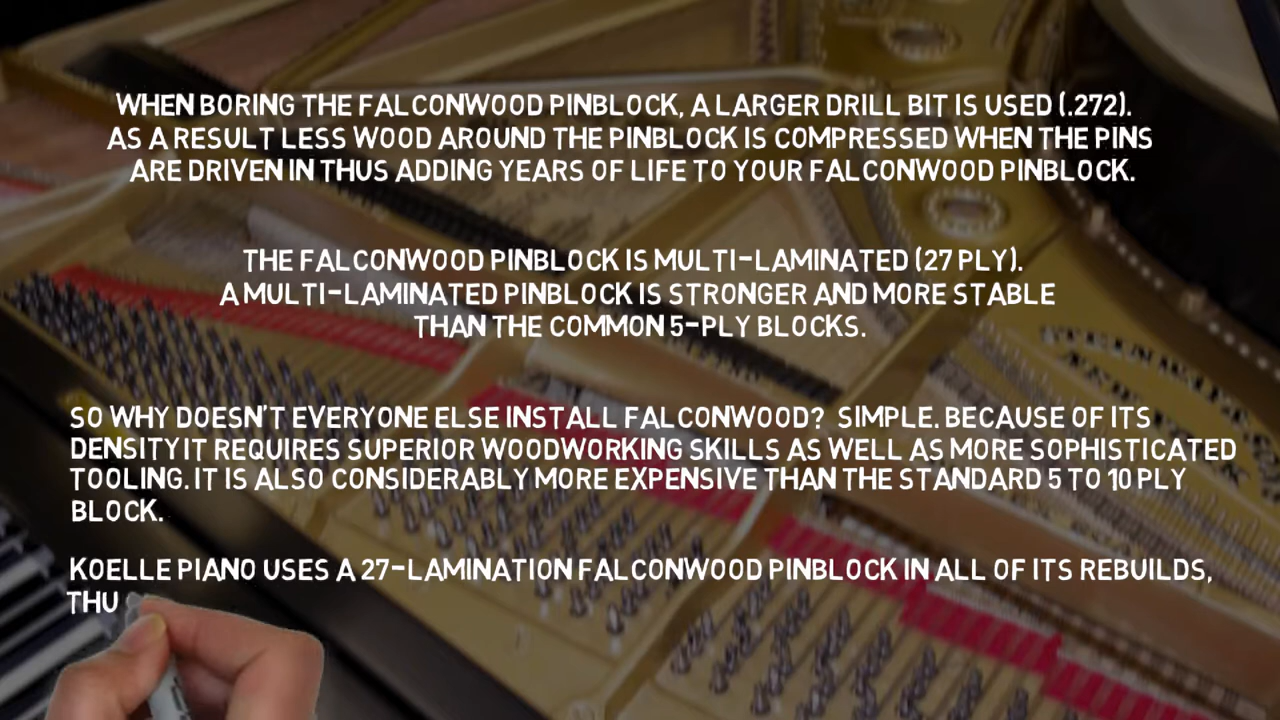 WHEN BORING THE FALCONWOOD PINBLOCK, A LARGER DRILL BIT IS USED (.272).
AS A RESULT LESS WOOD AROUND THE PINBLOCK IS COMPRESSED WHEN THE PINS
ARE DRIVEN IN THUS ADDING YEARS OF LIFE TO YOUR FALCONWOOD PINBLOCK.
THE FALCONWOOD PINBLOCK IS MULTI-LAMINATED (27 PLY).
A MULTI-LAMINATED PINBLOCK IS STRONGER AND MORE STABLE
THAN THE COMMON 5-PLY BLOCKS.
SO WHY DOESN'T EVERYONE ELSE INSTALL FALCONWOOD? SIMPLE. BECAUSE OF ITS
DENSITY IT REQUIRES SUPERIOR WOODWORKING SKILLS AS WELL AS MORE SOPHISTICATED
TOOLING. IT IS ALSO CONSIDERABLY MORE EXPENSIVE THAN THE STANDARD 5 TO 10 PLY
BLOCK.
KOELLE PIANO USES A 27-LAMINATION FALCONWOOD PINBLOCK IN ALL OF ITS REBUILDS,
THU